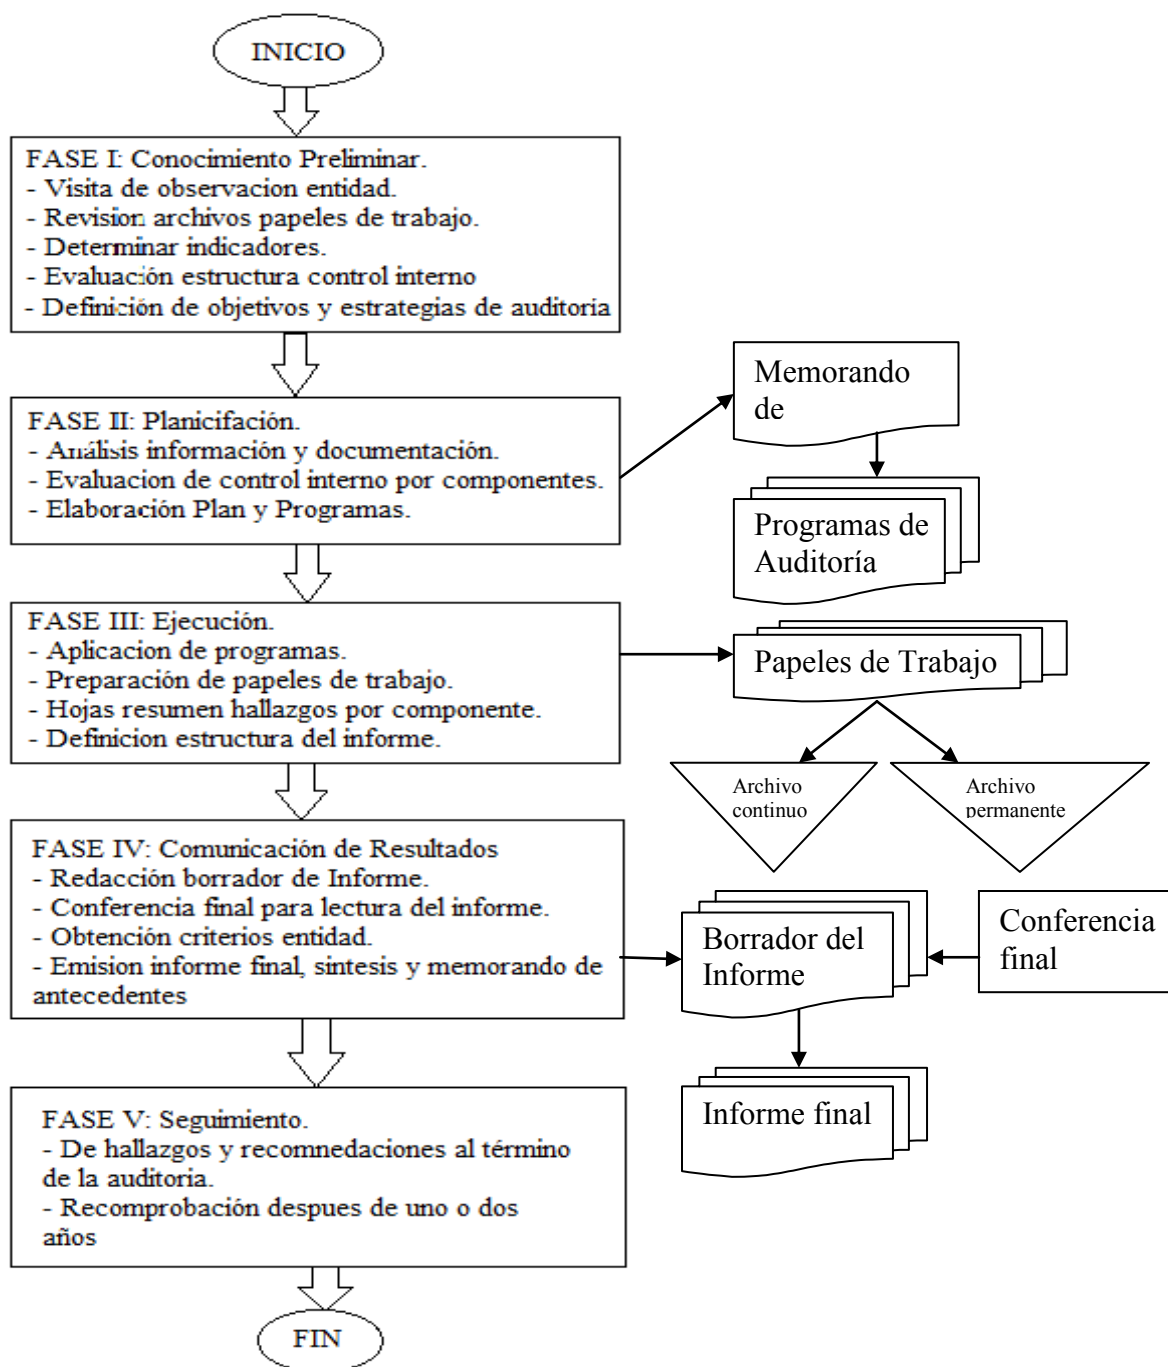 INICIO
FASE I: Conocimiento Preliminar.
- Visita de observacion entidad.
- Revision archivos papeles de trabajo.
- Determinar indicadores.
- Evaluación estructura control interno
- Definición de objetivos y estrategias de auditoría
FASE II: Planicifación.
- Análisis información y documentación.
- Evaluacion de control interno por componentes.
- Elaboración Plan y Programas.
Memorando
de
Programas de
Auditoría
FASE III: Ejecución.
- Aplicacion de programas.
- Preparación de papeles de trabajo.
- Hojas resumen hallazgos por componente.
- Definicion estructura del informe.
Papeles de Trabajo
Archivo
continuo
Archivo
permanente
FASE IV: Comunicación de Resultados
- Redacción borrador de Informe.
- Conferencia final para lectura del informe.
- Obtención criterios entidad.
- Emision informe final, sintesis y memorando de
antecedentes
Borrador del
Informe
Conferencia
final
Informe final
FASE V: Seguimiento.
- De hallazgos y recomnedaciones al término
de la auditoria.
- Recomprobación despues de uno o dos
años
FIN